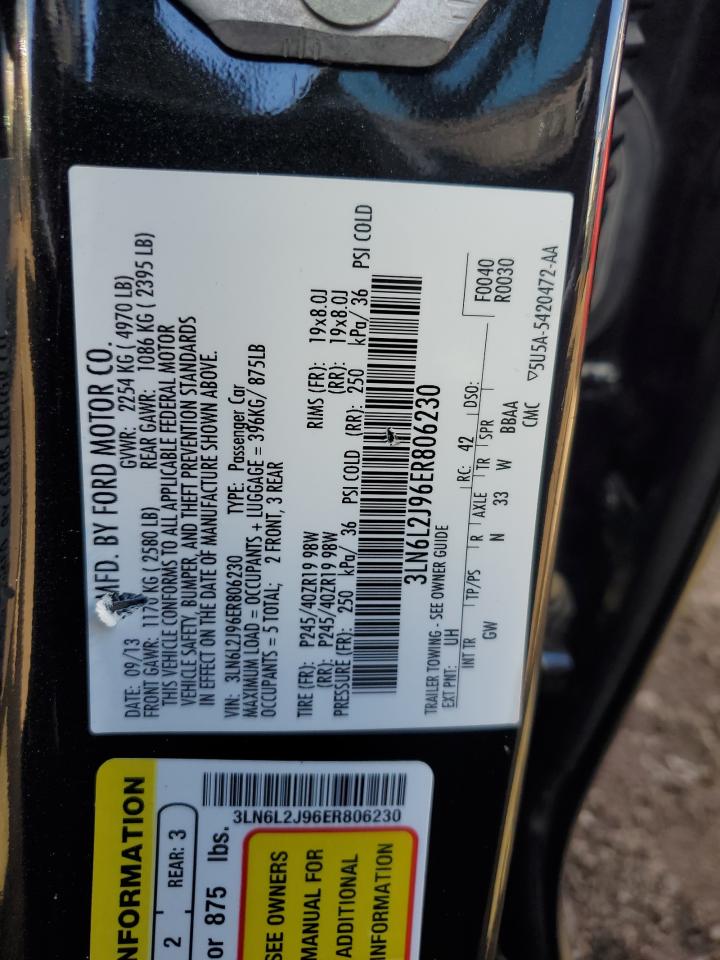 MFD. BY FORD MOTOR CO.
DATE: 09/13 GVWR: 2254 KG ( 4970 LB)
FRONT GAWR: 1170 KG (2580 LB) REAR GAWR: 1086 KG ( 2395 LB)
THIS VEHICLE CONFORMS TO ALL APPLICABLE FEDERAL MOTOR
VEHICLE SAFETY, BUMPER, AND THEFT PREVENTION STANDARDS
IN EFFECT ON THE DATE OF MANUFACTURE SHOWN ABOVE.
VIN: 3LN6L2J96ER806230 TYPE: Passenger Car
MAXIMUM LOAD = OCCUPANTS + LUGGAGE = 396KG/ 875LB
OCCUPANTS = 5 TOTAL; 2 FRONT, 3 REAR
TIRE (FR): P245/40ZR19 98W RIMS (FR): 19x8.0J
(RR): P245/40ZR19 98W (RR): 19x8.0J
PRESSURE (FR): 250 kPa/ 36 PSI COLD (RR): 250 kPa/ 36 PSI COLD
3LN6L2J96ER806230
TRAILER TOWING - SEE OWNER GUIDE
EXT PNT: UH RC: 42 DSO: F0040
R0030
INT TR TP/PS R AXLE TR SPR
GW N 33 W BBAA
CMC ▽5U5A-5420472-AA
INFORMATION
2 REAR: 3
or 875 lbs.
3LN6L2J96ER806230
SEE OWNERS
MANUAL FOR
ADDITIONAL
INFORMATION